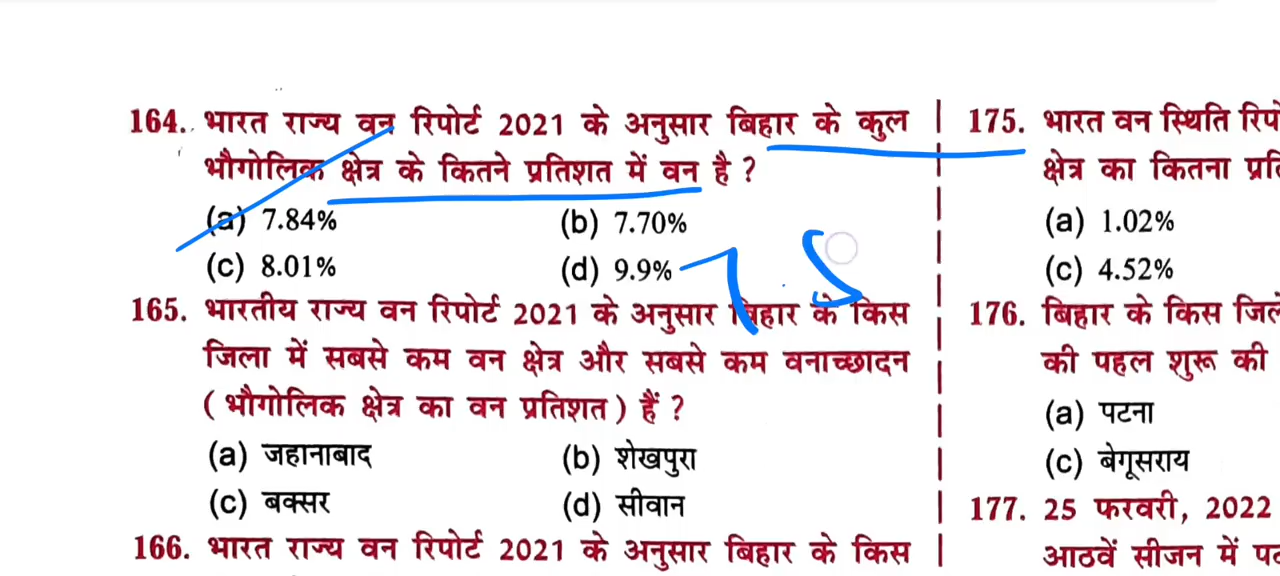 164. भारत राज्य वन रिपोर्ट 2021 के अनुसार बिहार के कुल
भौगोलिक क्षेत्र के कितने प्रतिशत में वन है ?
(a) 7.84% (b) 7.70%
(c) 8.01% (d) 9.9%
7.8
165. भारतीय राज्य वन रिपोर्ट 2021 के अनुसार बिहार के किस
जिला में सबसे कम वन क्षेत्र और सबसे कम वनाच्छादन
( भौगोलिक क्षेत्र का वन प्रतिशत ) हैं ?
(a) जहानाबाद (b) शेखपुरा
(c) बक्सर (d) सीवान
166. भारत राज्य वन रिपोर्ट 2021 के अनुसार बिहार के किस
175. भारत वन स्थिति
क्षेत्र का कितना
(a) 1.02%
(c) 4.52%
176. बिहार के किस
की पहल शुरू की
(a) पटना
(c) बेगूसराय
177. 25 फरवरी, 2022
आठवें सीजन में